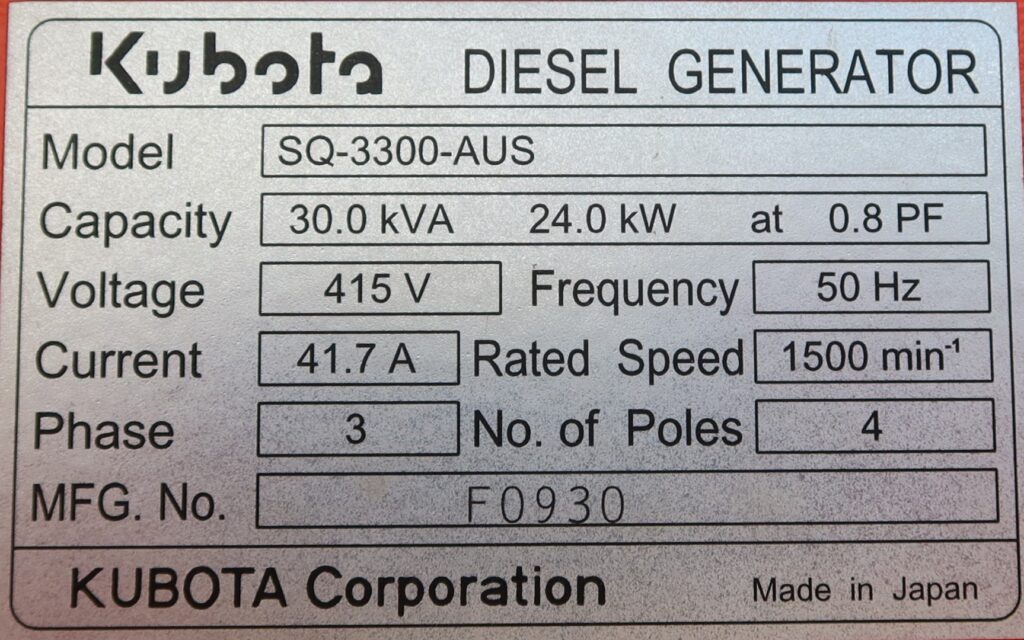 Kubota DIESEL GENERATOR
Model SQ-3300-AUS
Capacity 30.0 kVA 24.0 kW at 0.8 PF
Voltage 415 V Frequency 50 Hz
Current 41.7 A Rated Speed 1500 min⁻¹
Phase 3 No. of Poles 4
MFG. No. F0930
KUBOTA Corporation Made in Japan